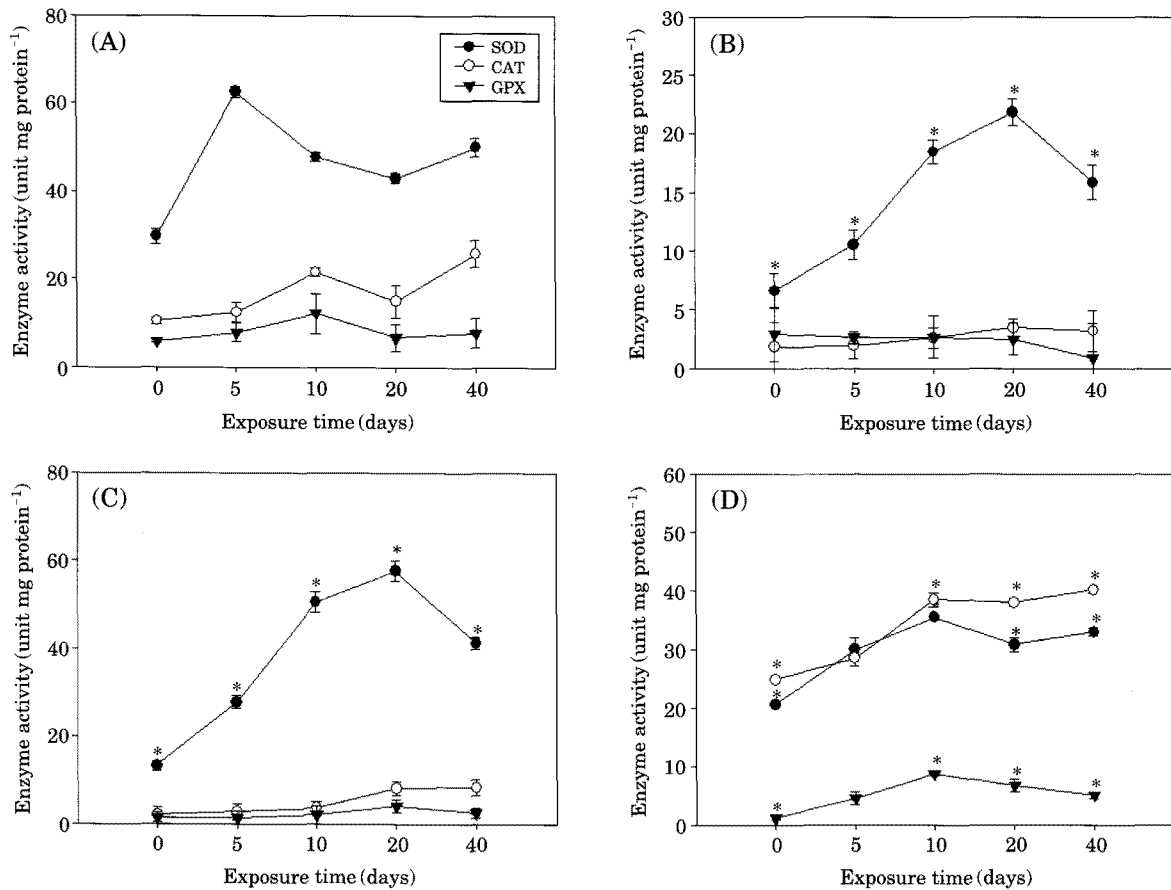 (A)
SOD
CAT
GPX
80
60
40
20
0
Enzyme activity (unit mg protein⁻¹)
0 5 10 20 40
Exposure time (days)
(B)
30
25
20
15
10
5
0
Enzyme activity (unit mg protein⁻¹)
* * * * *
0 5 10 20 40
Exposure time (days)
(C)
80
60
40
20
0
Enzyme activity (unit mg protein⁻¹)
* * * * *
0 5 10 20 40
Exposure time (days)
(D)
60
50
40
30
20
10
0
Enzyme activity (unit mg protein⁻¹)
* * * *
* * *
* * * *
0 5 10 20 40
Exposure time (days)